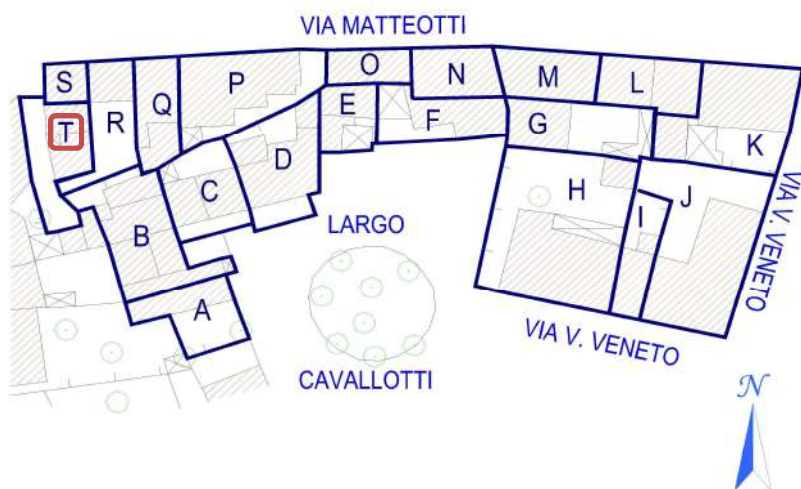 VIA MATTEOTTI
S
P
O
N
M
L
Q
E
T
R
F
G
K
D
C
H
J
B
LARGO
I
VIA V. VENETO
A
VIA V. VENETO
CAVALLOTTI
N